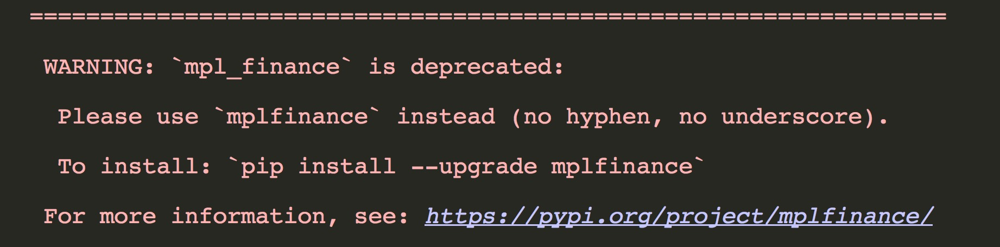 =================================================================
WARNING: `mpl_finance` is deprecated:
Please use `mplfinance` instead (no hyphen, no underscore).
To install: `pip install --upgrade mplfinance`
For more information, see: https://pypi.org/project/mplfinance/